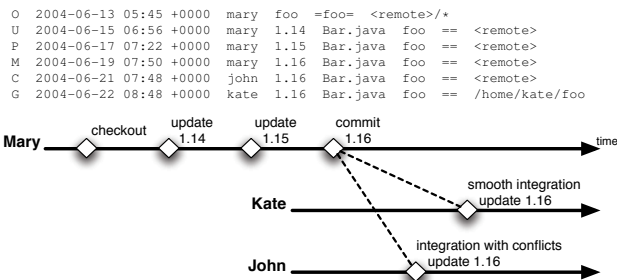 O 2004-06-13 05:45 +0000 mary foo =foo= <remote>/*
U 2004-06-15 06:56 +0000 mary 1.14 Bar.java foo == <remote>
P 2004-06-17 07:22 +0000 mary 1.15 Bar.java foo == <remote>
M 2004-06-19 07:50 +0000 mary 1.16 Bar.java foo == <remote>
C 2004-06-21 07:48 +0000 john 1.16 Bar.java foo == <remote>
G 2004-06-22 08:48 +0000 kate 1.16 Bar.java foo == /home/kate/foo
checkout
update
1.14
update
1.15
commit
1.16
Mary
time
smooth integration
update 1.16
Kate
integration with conflicts
update 1.16
John